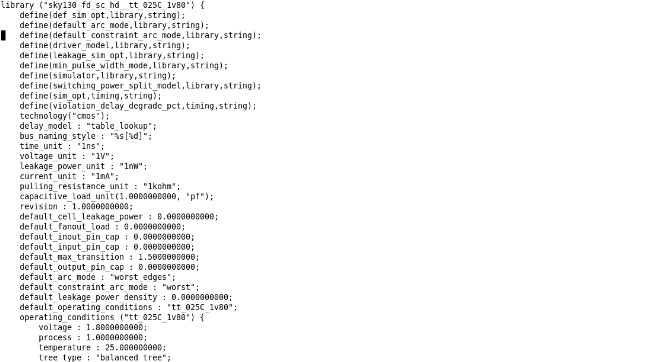 library ("sky130_fd_sc_hd__tt_025C_1v80") {
define(def_sim_opt,library,string);
define(default_arc_mode,library,string);
define(default_constraint_arc_mode,library,string);
define(driver_model,library,string);
define(leakage_sim_opt,library,string);
define(min_pulse_width_mode,library,string);
define(simulator,library,string);
define(switching_power_split_model,library,string);
define(sim_opt,timing,string);
define(violation_delay_degrade_pct,timing,string);
technology("cmos");
delay_model : "table_lookup";
bus_naming_style : "%s[%d]";
time_unit : "1ns";
voltage_unit : "1V";
leakage_power_unit : "1nW";
current_unit : "1mA";
pulling_resistance_unit : "1kohm";
capacitive_load_unit(1.0000000000, "pf");
revision : 1.0000000000;
default_cell_leakage_power : 0.0000000000;
default_fanout_load : 0.0000000000;
default_inout_pin_cap : 0.0000000000;
default_input_pin_cap : 0.0000000000;
default_max_transition : 1.5000000000;
default_output_pin_cap : 0.0000000000;
default_arc_mode : "worst_edges";
default_constraint_arc_mode : "worst";
default_leakage_power_density : 0.0000000000;
default_operating_conditions : "tt_025C_1v80";
operating_conditions ("tt_025C_1v80") {
voltage : 1.8000000000;
process : 1.0000000000;
temperature : 25.000000000;
tree_type : "balanced_tree";